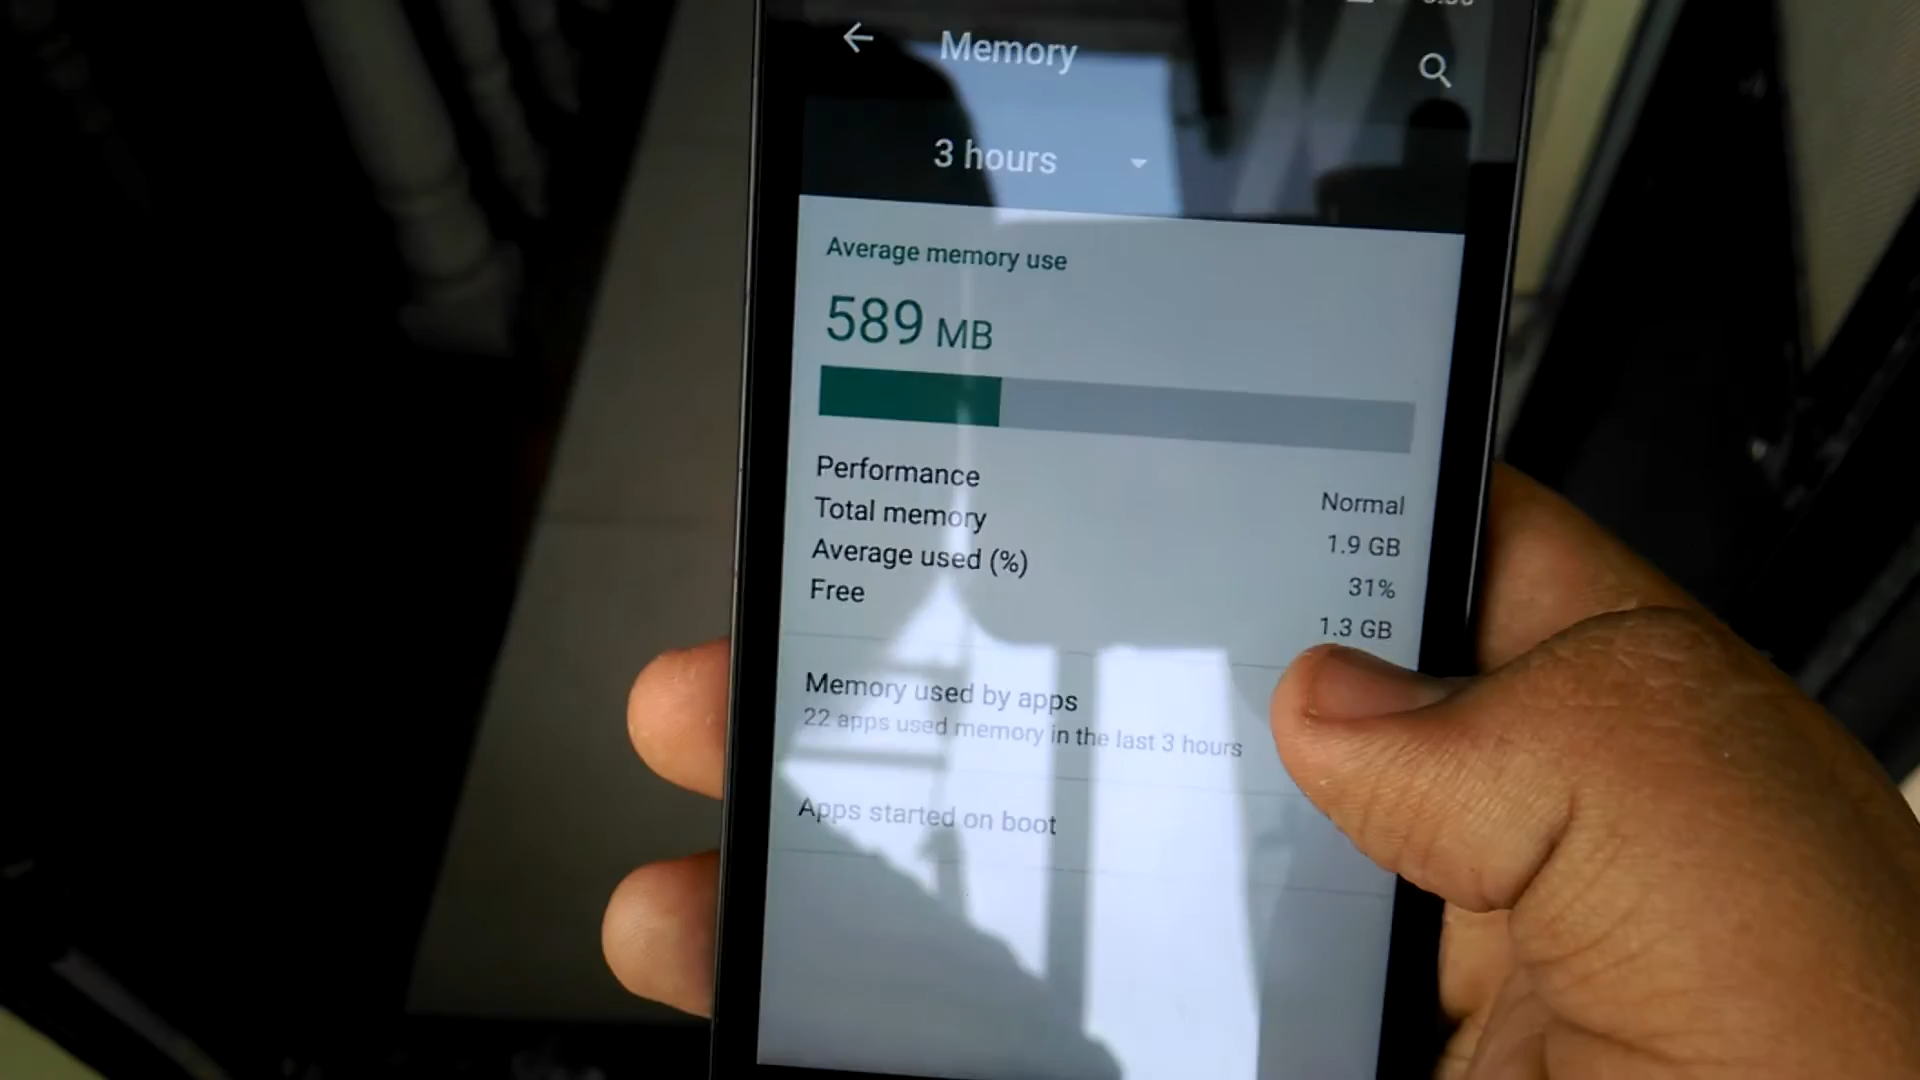 Memory
3 hours
Average memory use
589 MB
Performance Normal
Total memory 1.9 GB
Average used (%) 31%
Free 1.3 GB
Memory used by apps
22 apps used memory in the last 3 hours
Apps started on boot